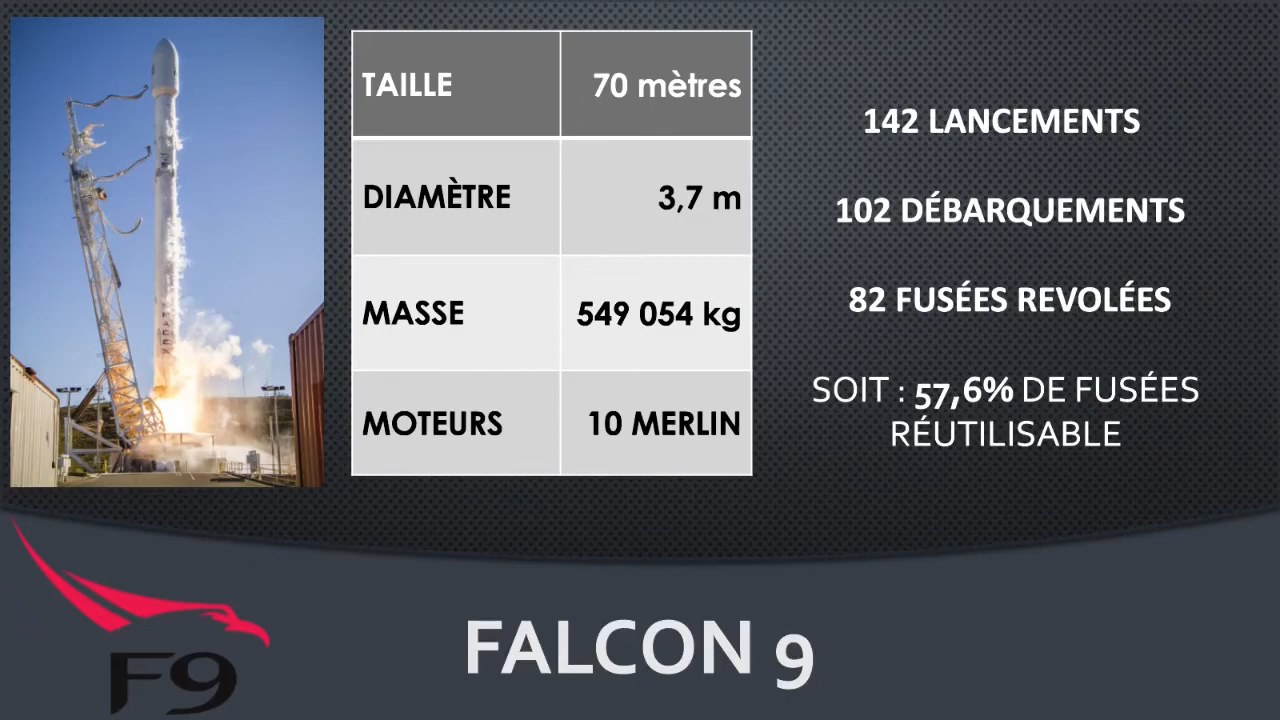 TAILLE 70 mètres
DIAMÈTRE 3,7 m
MASSE 549 054 kg
MOTEURS 10 MERLIN
142 LANCEMENTS
102 DÉBARQUEMENTS
82 FUSÉES REVOLÉES
SOIT : 57,6% DE FUSÉES
RÉUTILISABLE
F9
FALCON 9